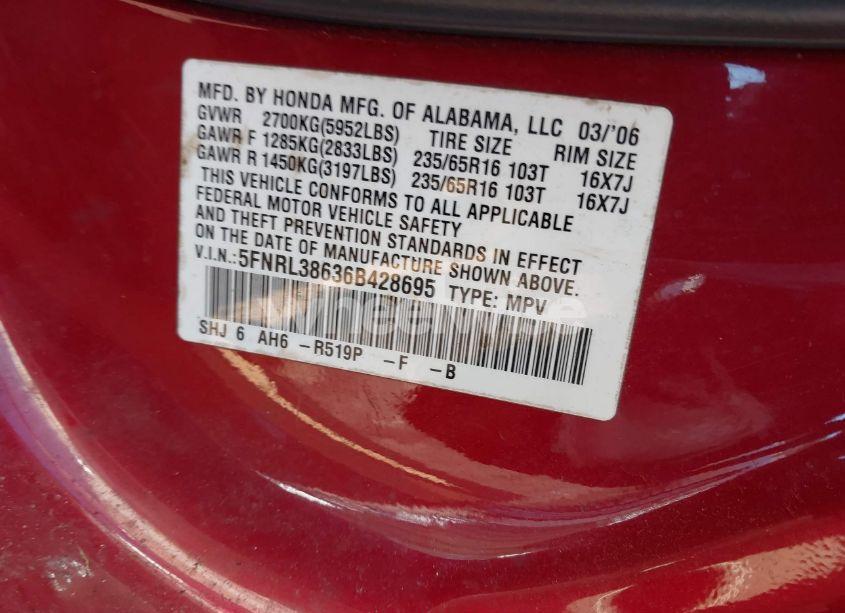 MFD. BY HONDA MFG. OF ALABAMA, LLC 03/'06
GVWR 2700KG(5952LBS) TIRE SIZE RIM SIZE
GAWR F 1285KG(2833LBS) 235/65R16 103T 16X7J
GAWR R 1450KG(3197LBS) 235/65R16 103T 16X7J
THIS VEHICLE CONFORMS TO ALL APPLICABLE
FEDERAL MOTOR VEHICLE SAFETY
AND THEFT PREVENTION STANDARDS IN EFFECT
ON THE DATE OF MANUFACTURE SHOWN ABOVE.
V.I.N.:5FNRL38636B428695 TYPE: MPV
SHJ 6 AH6 -R519P -F -B